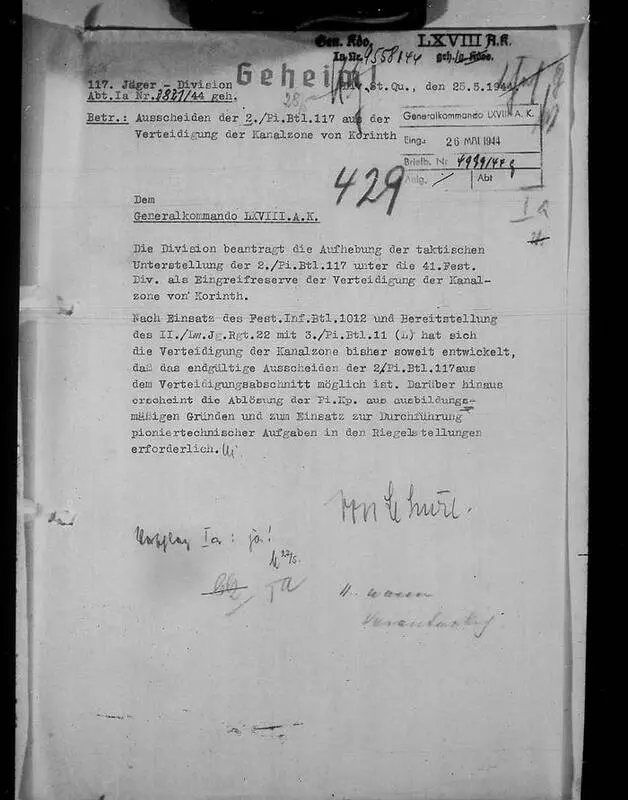 Gen. Kdo. LXVIII A.K.
Ia Nr. 9558/44 geh./g. Kdos.
Geheim!
117. Jäger - Division Div.St.Qu., den 25.5.1944
Abt.Ia Nr. /44 geh.
Betr.: Ausscheiden der 2./Pi.Btl.117 aus der
Verteidigung der Kanalzone von Korinth
Generalkommando LXVIII A. K.
Eing. 26 MAI 1944
Briefb. Nr
Anlg. Abt
429
Ia
Dem
Generalkommando LXVIII.A.K.
Die Division beantragt die Aufhebung der taktischen
Unterstellung der 2./Pi.Btl.117 unter die 41.Fest.
Div. als Eingreifreserve der Verteidigung der Kanal-
zone von Korinth.
Nach Einsatz des Fest.Inf.Btl.1012 und Bereitstellung
des II./Lw.Jg.Rgt.22 mit 3./Pi.Btl.11 (L) hat sich
die Verteidigung der Kanalzone bisher soweit entwickelt,
daß das endgültige Ausscheiden der 2./Pi.Btl.117aus
dem Verteidigungsabschnitt möglich ist. Darüber hinaus
erscheint die Ablösung der Pi.Kp. aus ausbildungs-
mäßigen Gründen und zum Einsatz zur Durchführung
pioniertechnischer Aufgaben in den Riegelstellungen
erforderlich.
Ia: ja!
Ia